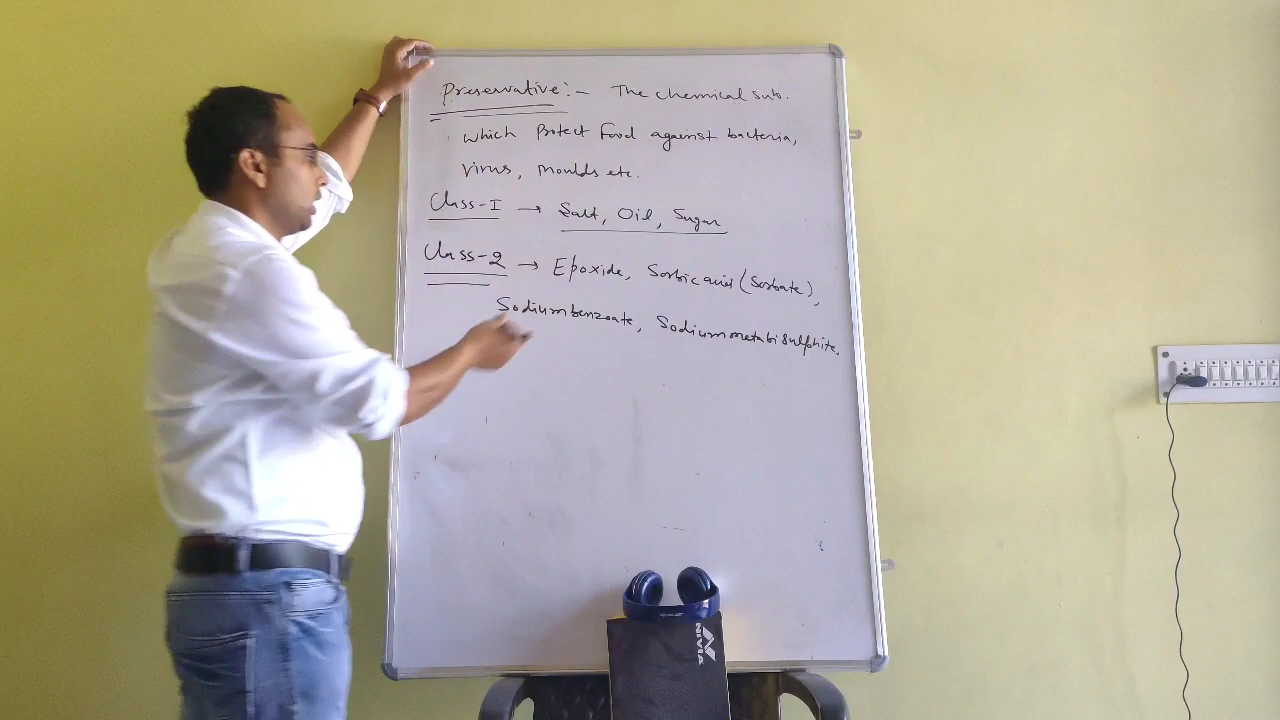 Preservative:- The chemical sub.
which Protect Food against bacteria,
virus, moulds etc.
Class-I → Salt, Oil, Sugar
Class-2 → Epoxide, Sorbic acid (Sorbate),
Sodium benzoate, Sodium metabisulphite.
NIVIA